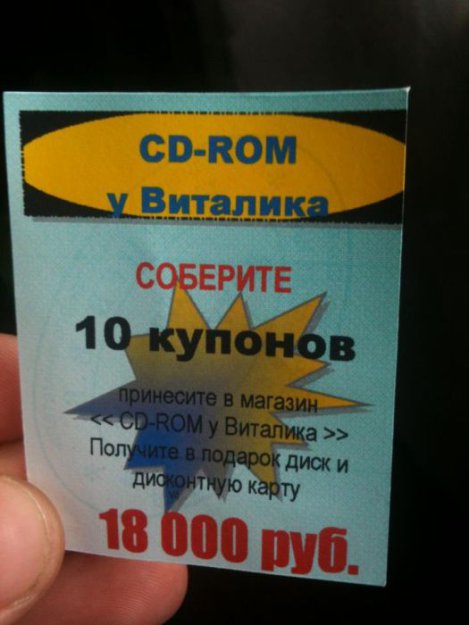 CD-ROM
у Виталика
СОБЕРИТЕ
10 купонов
принесите в магазин
<< CD-ROM у Виталика >>
Получите в подарок диск и
дисконтную карту
18 000 руб.